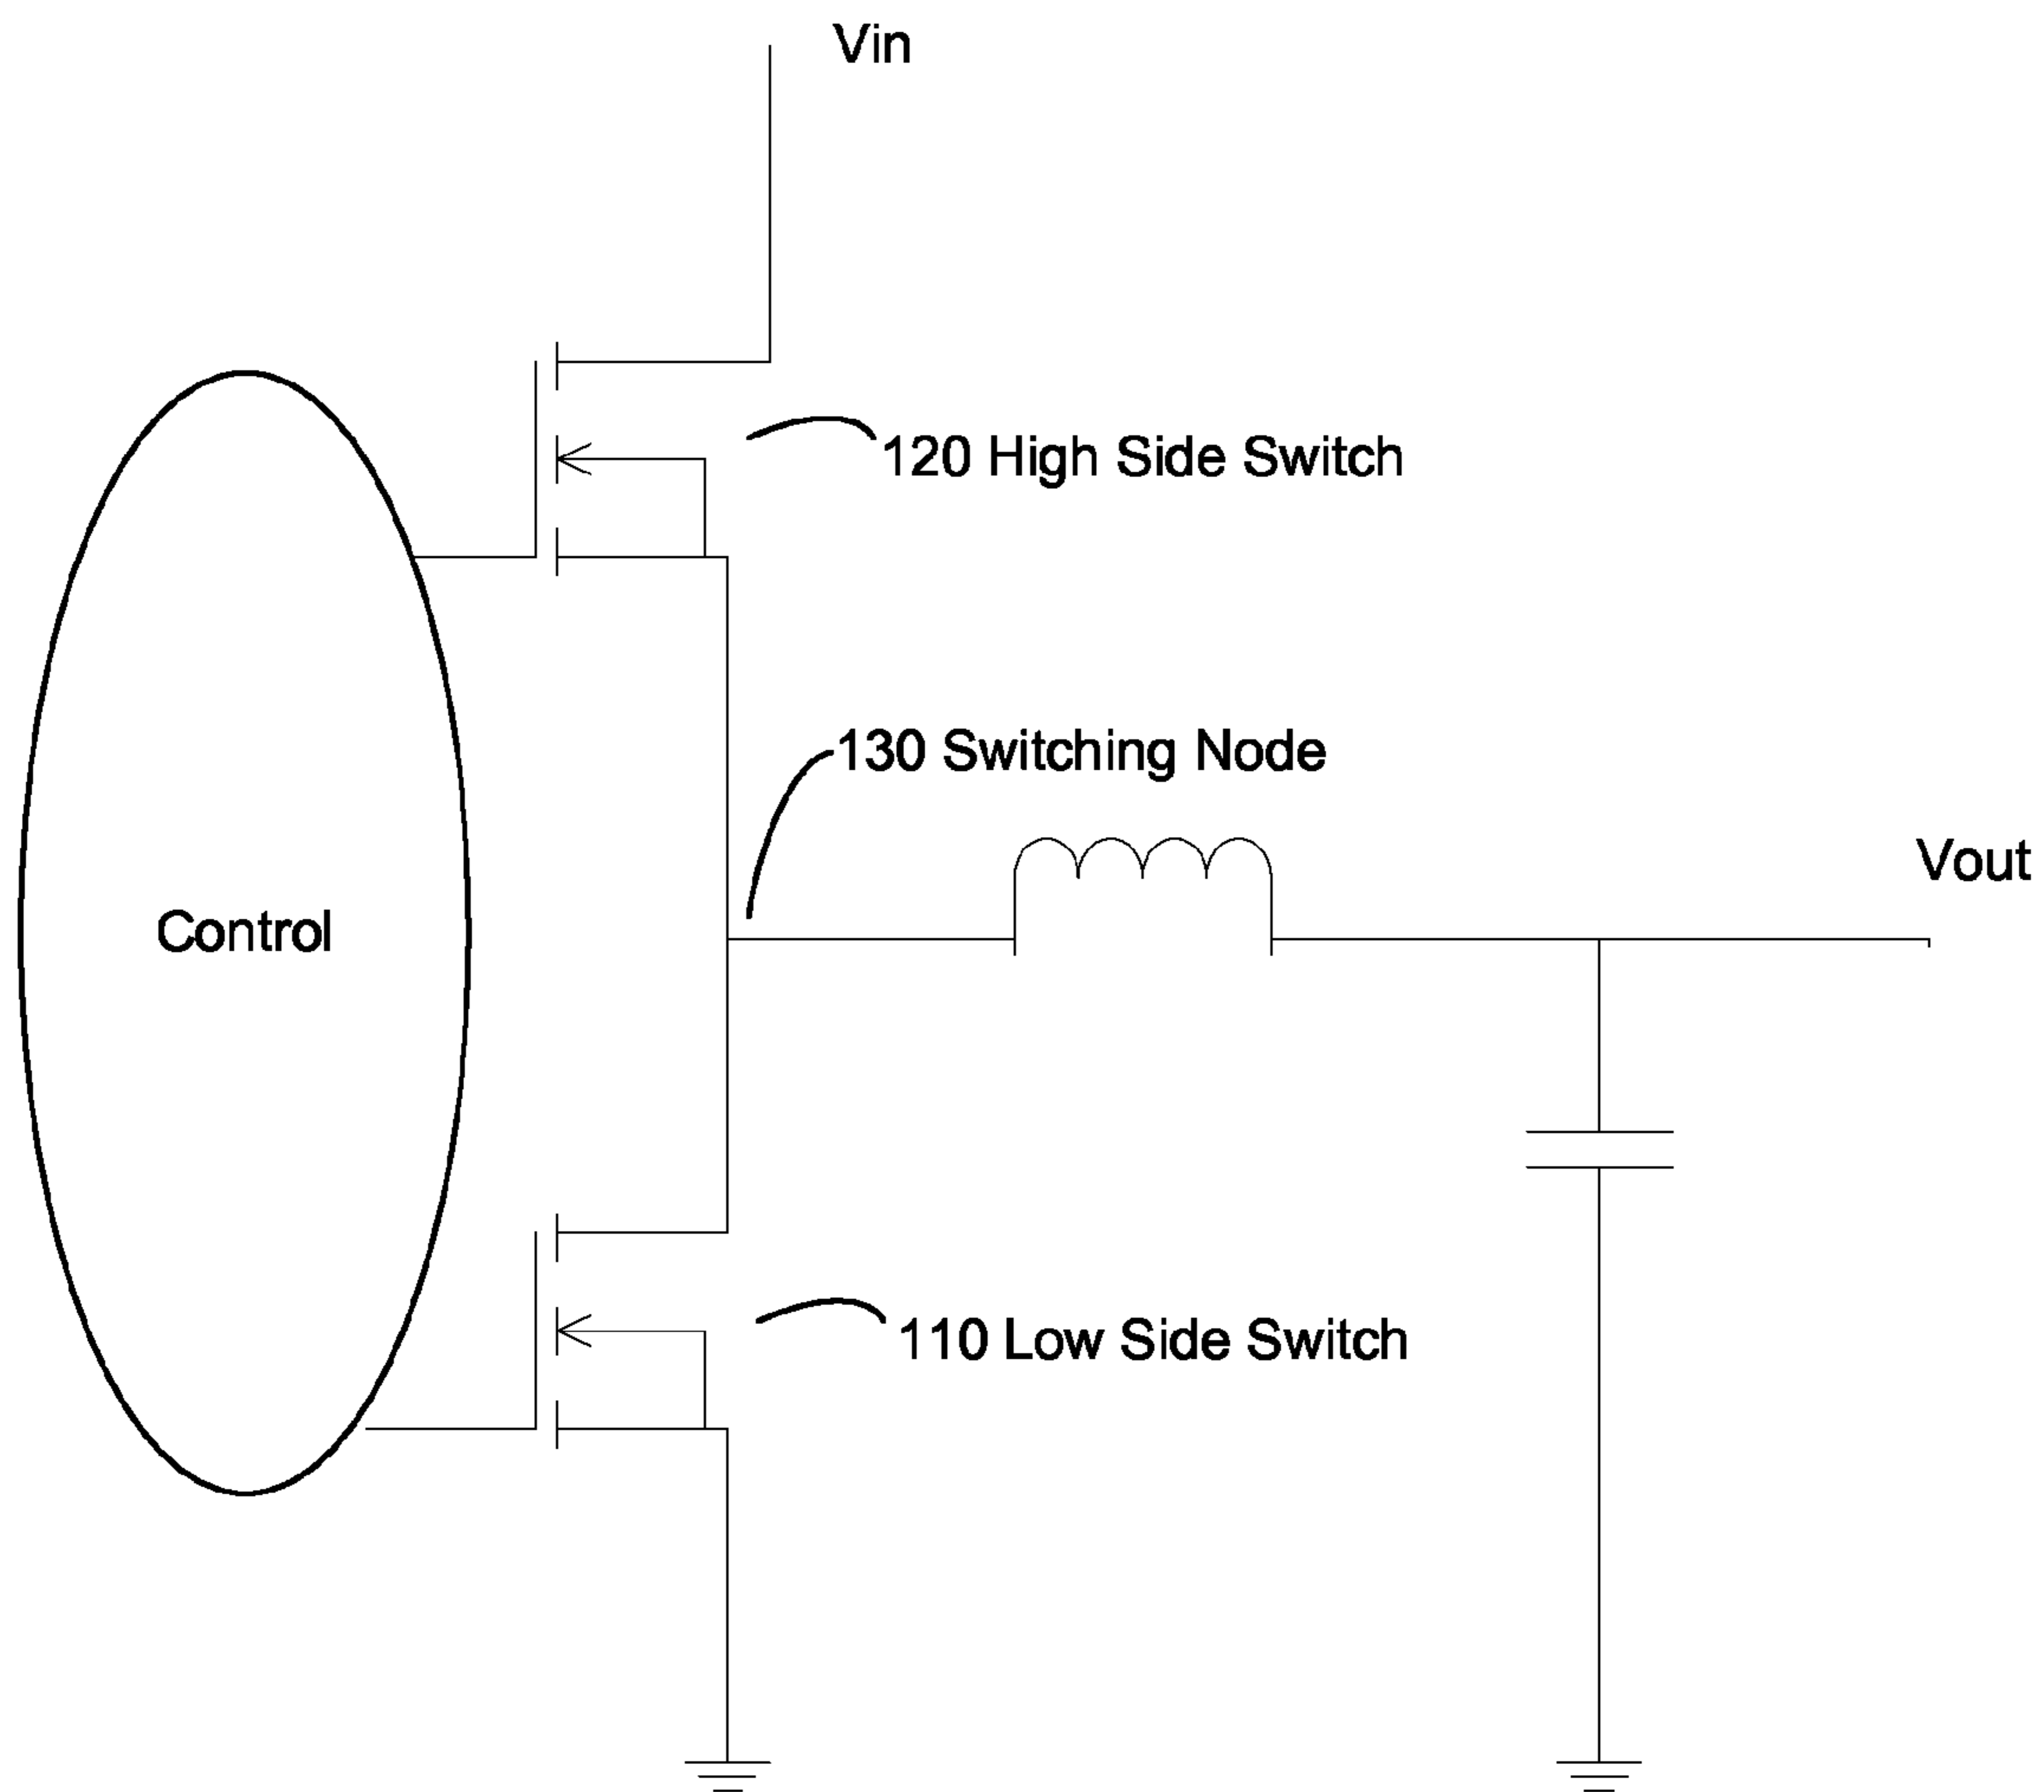 Vin
120 High Side Switch
130 Switching Node
Vout
Control
110 Low Side Switch